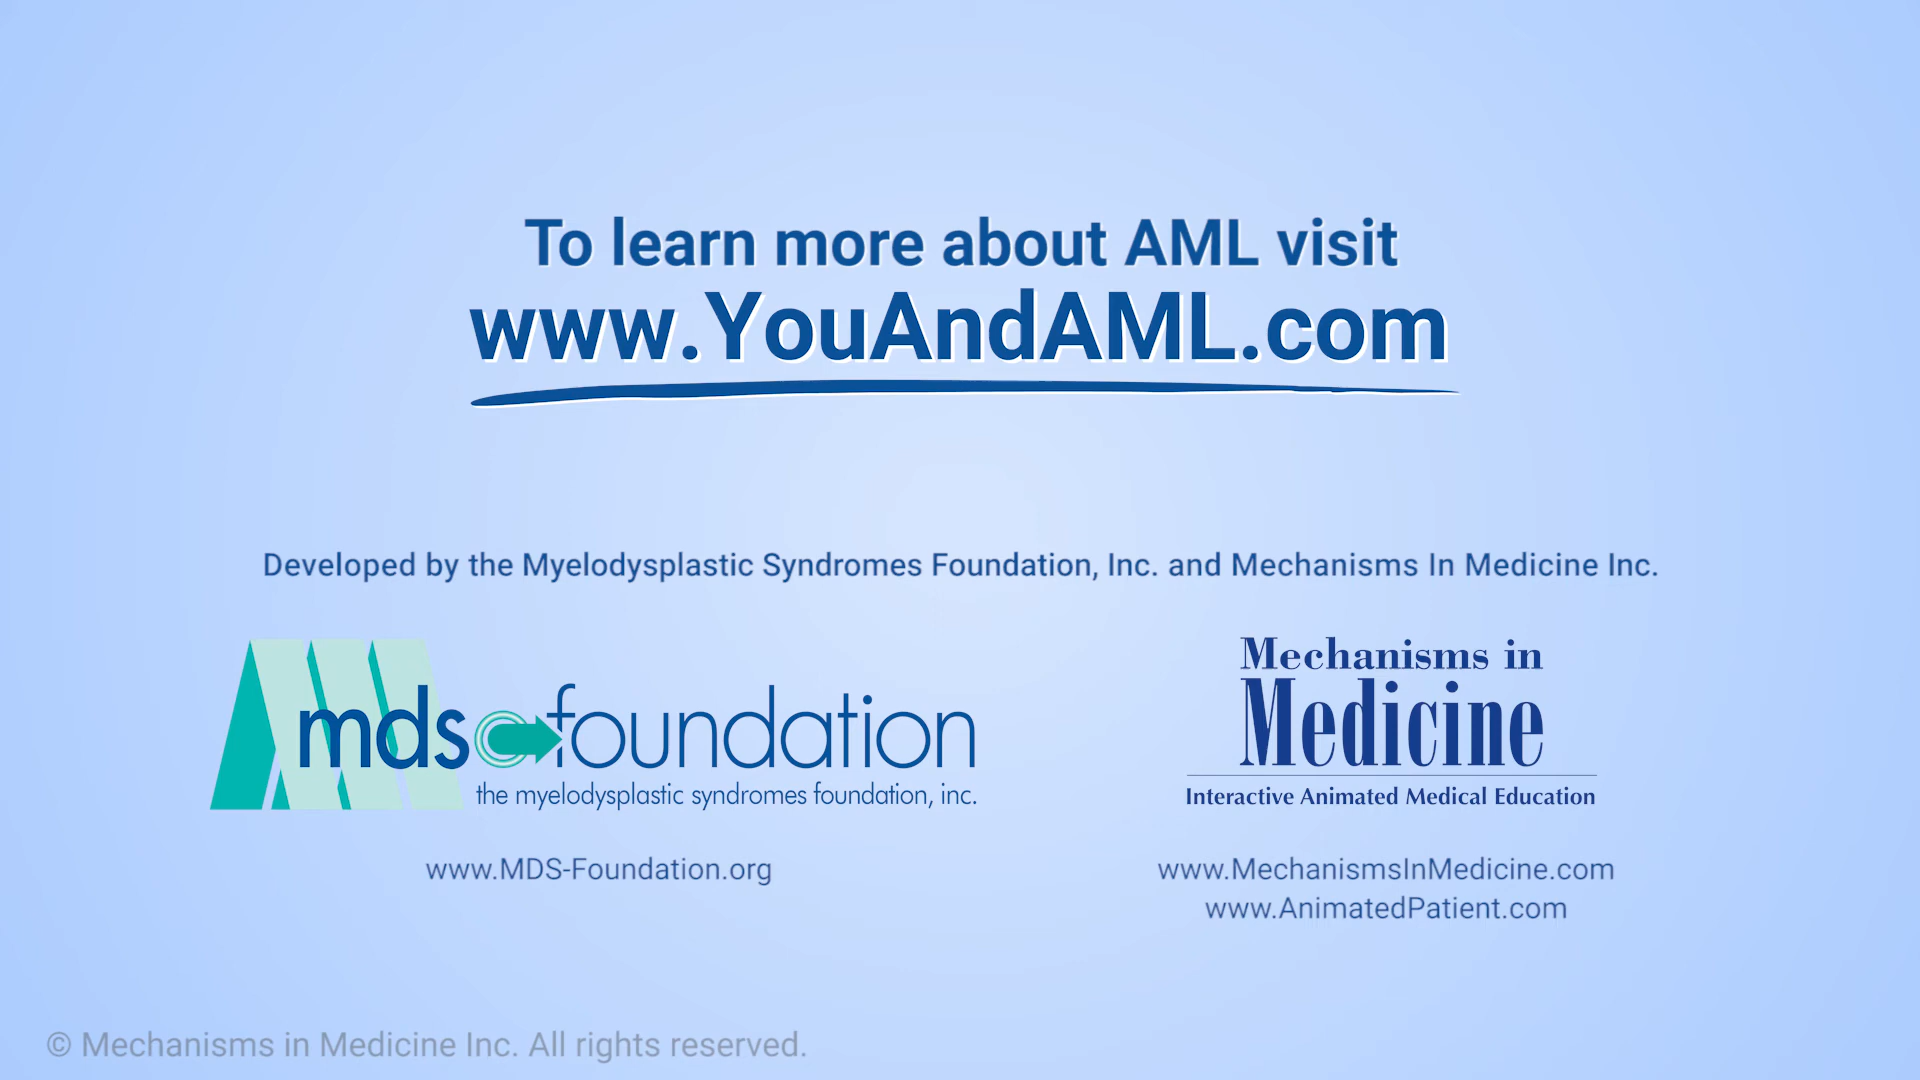 To learn more about AML visit
www.YouAndAML.com
Developed by the Myelodysplastic Syndromes Foundation, Inc. and Mechanisms In Medicine Inc.
mds foundation
the myelodysplastic syndromes foundation, inc.
www.MDS-Foundation.org
Mechanisms in
Medicine
Interactive Animated Medical Education
www.MechanismsInMedicine.com
www.AnimatedPatient.com
© Mechanisms in Medicine Inc. All rights reserved.